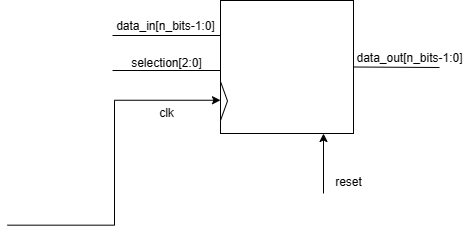 data_in[n_bits-1:0]
selection[2:0]
data_out[n_bits-1:0]
clk
reset